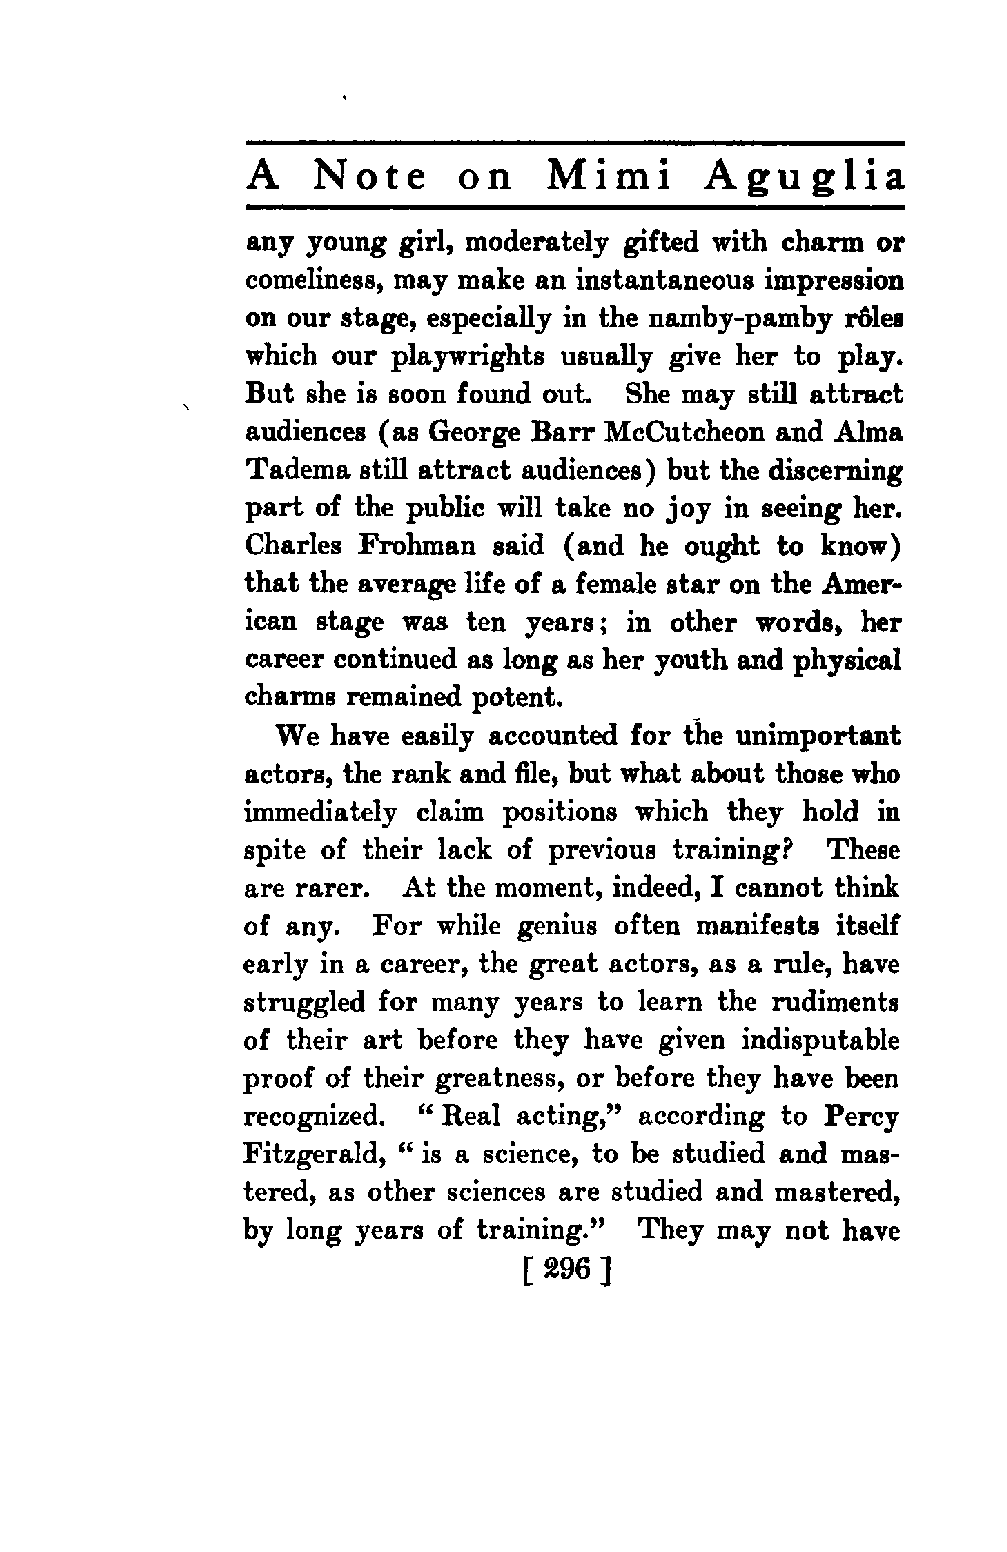 A Note on Mimi Aguglia
any young girl, moderately gifted with charm or
comeliness, may make an instantaneous impression
on our stage, especially in the namby-pamby rôles
which our playwrights usually give her to play.
But she is soon found out. She may still attract
audiences (as George Barr McCutcheon and Alma
Tadema still attract audiences) but the discerning
part of the public will take no joy in seeing her.
Charles Frohman said (and he ought to know)
that the average life of a female star on the Amer-
ican stage was ten years; in other words, her
career continued as long as her youth and physical
charms remained potent.
We have easily accounted for the unimportant
actors, the rank and file, but what about those who
immediately claim positions which they hold in
spite of their lack of previous training? These
are rarer. At the moment, indeed, I cannot think
of any. For while genius often manifests itself
early in a career, the great actors, as a rule, have
struggled for many years to learn the rudiments
of their art before they have given indisputable
proof of their greatness, or before they have been
recognized. “Real acting,” according to Percy
Fitzgerald, “is a science, to be studied and mas-
tered, as other sciences are studied and mastered,
by long years of training.” They may not have
[ 296 ]